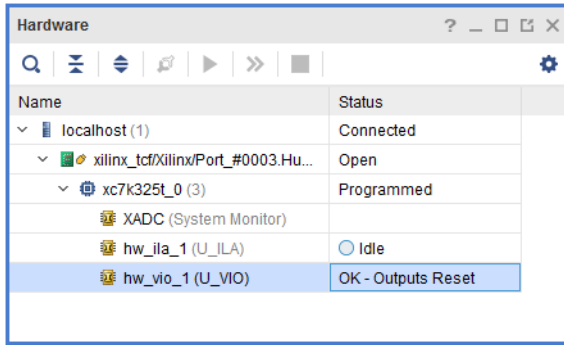 Hardware
Name Status
localhost (1) Connected
xilinx_tcf/Xilinx/Port_#0003.Hu... Open
xc7k325t_0 (3) Programmed
XADC (System Monitor)
hw_ila_1 (U_ILA) Idle
hw_vio_1 (U_VIO) OK - Outputs Reset